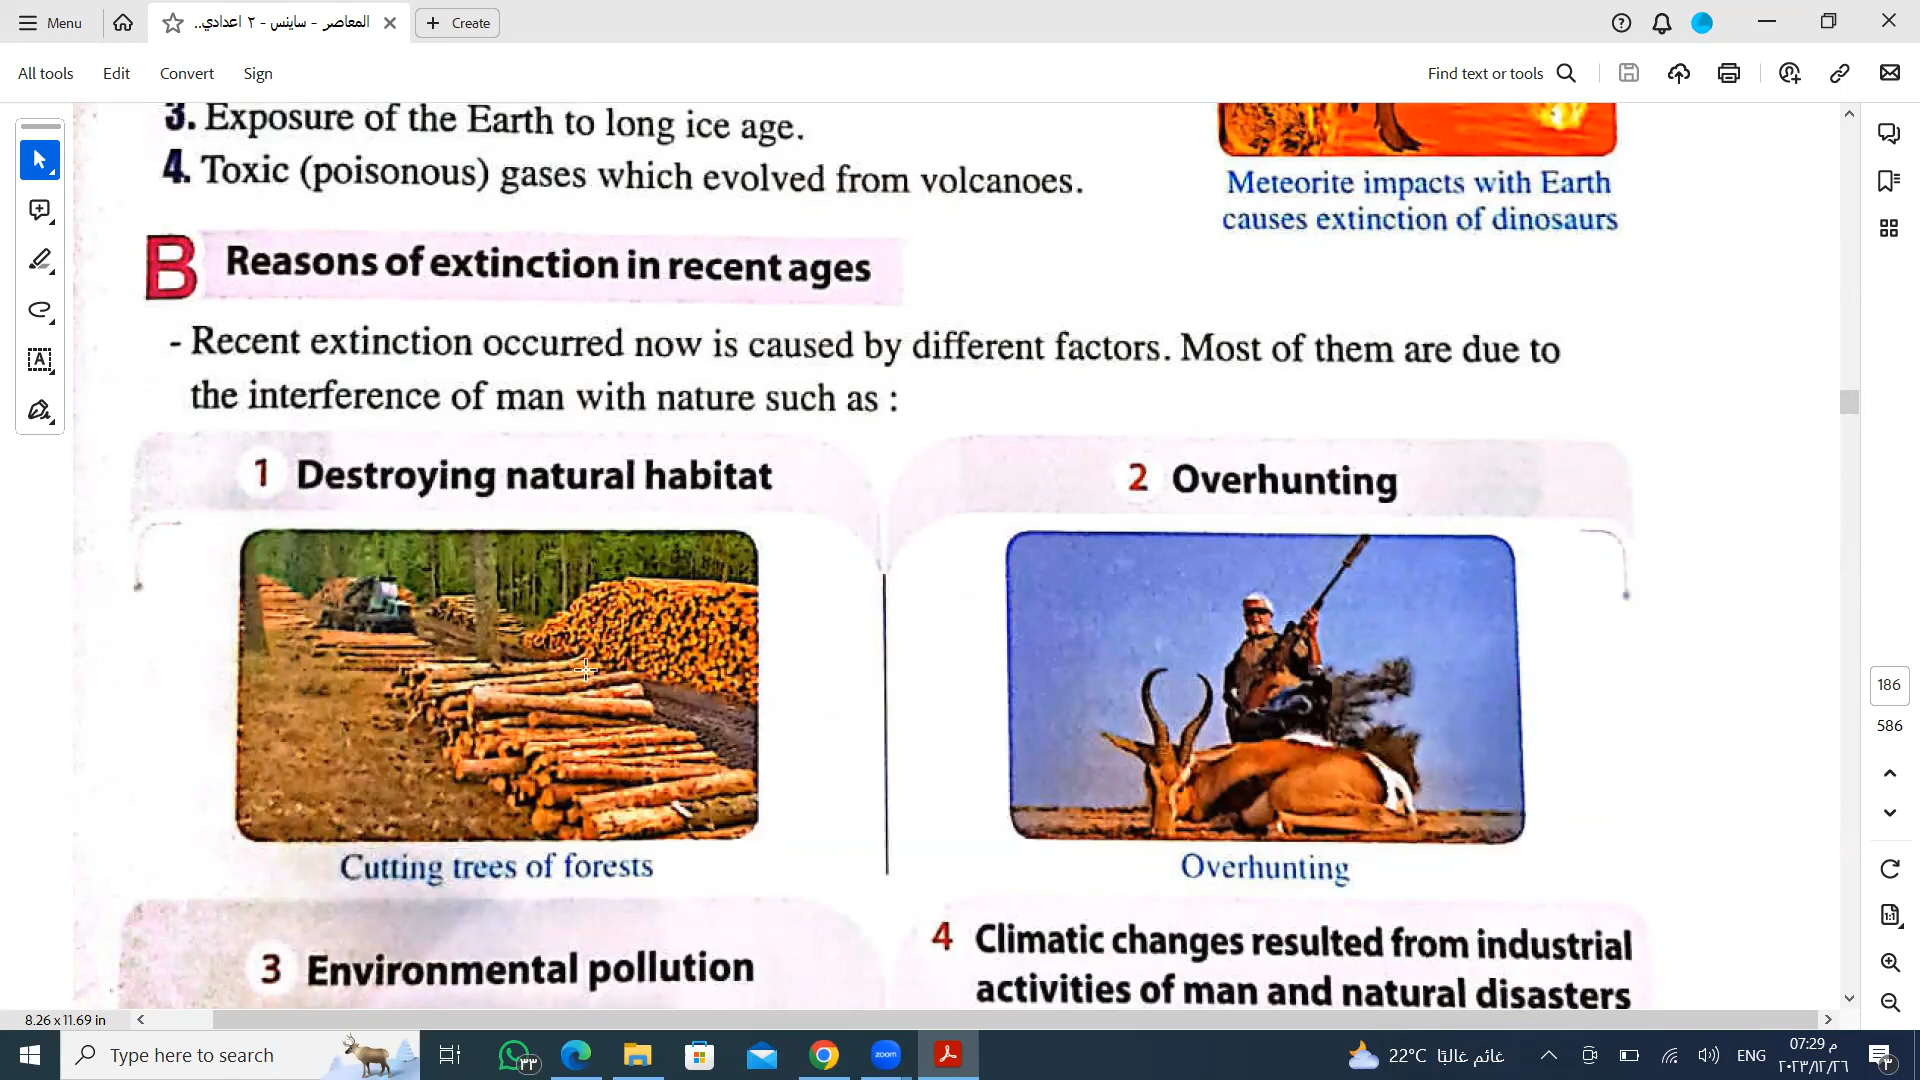 Menu
المعاصر - ساينس - ٢ اعدادي..
Create
All tools
Edit
Convert
Sign
Find text or tools
3. Exposure of the Earth to long ice age.
4. Toxic (poisonous) gases which evolved from volcanoes.
Meteorite impacts with Earth
causes extinction of dinosaurs
B Reasons of extinction in recent ages
- Recent extinction occurred now is caused by different factors. Most of them are due to
the interference of man with nature such as :
1 Destroying natural habitat
2 Overhunting
Cutting trees of forests
Overhunting
3 Environmental pollution
4 Climatic changes resulted from industrial
activities of man and natural disasters
186
586
8.26 x 11.69 in
Type here to search
٣٣
zoom
22°C غائم غالبًا
ENG
07:29 م
٢٠٢٣/١٢/٢٦
٣